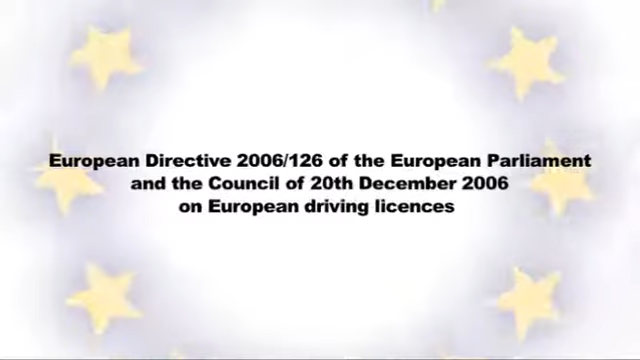 European Directive 2006/126 of the European Parliament
and the Council of 20th December 2006
on European driving licences